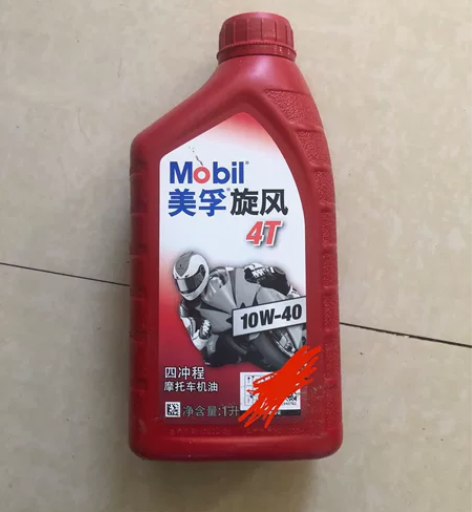 Mobil
美孚旋风
4T
10W-40
四冲程
摩托车机油
净含量:1升